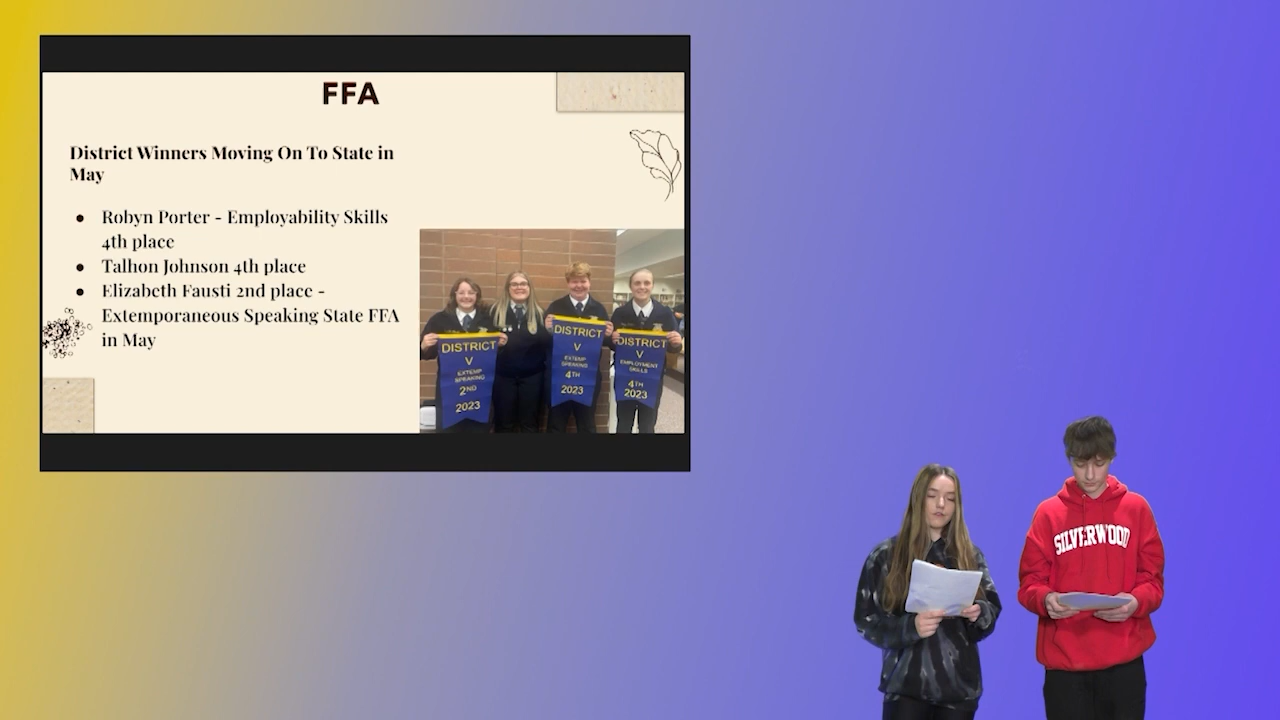 FFA
District Winners Moving On To State in
May
● Robyn Porter - Employability Skills
4th place
● Talhon Johnson 4th place
● Elizabeth Fausti 2nd place -
Extemporaneous Speaking State FFA
in May
DISTRICT
V
EXTEMP
SPEAKING
2ND
2023
DISTRICT
V
EXTEMP
SPEAKING
4TH
2023
DISTRICT
V
EMPLOYMENT
SKILLS
4TH
2023
SILVERWOOD